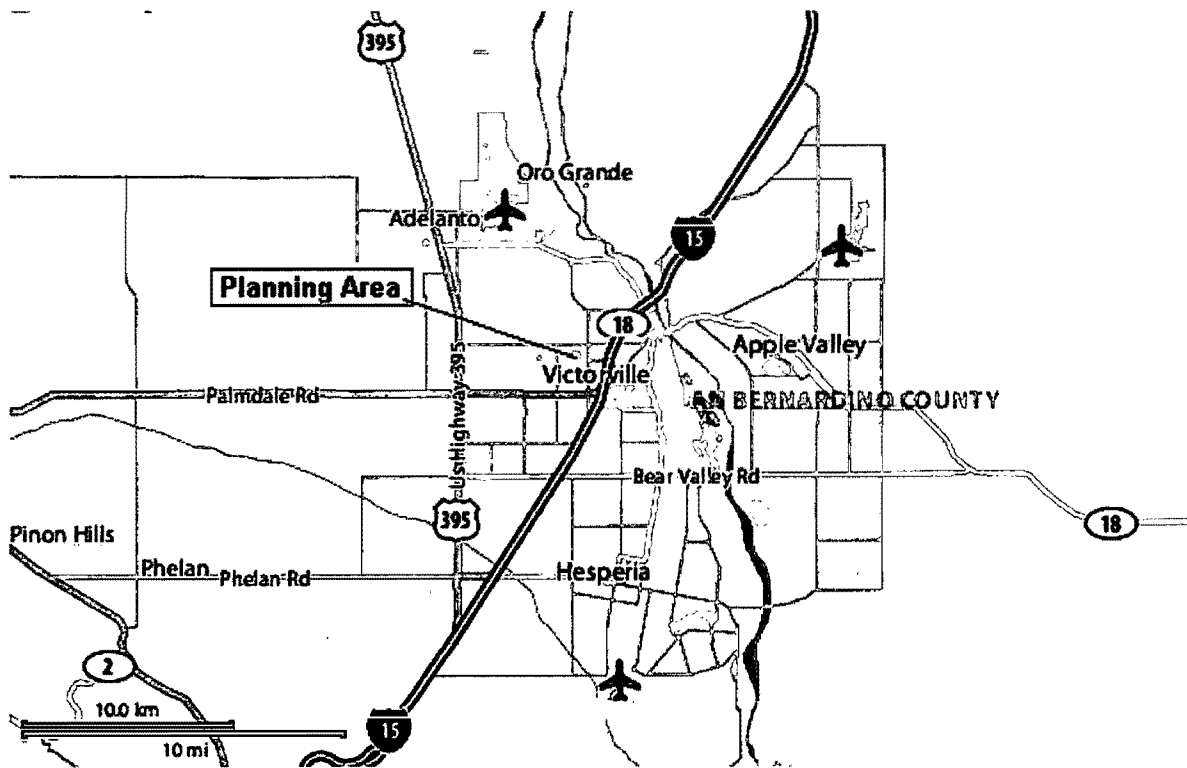 395
Oro Grande
Adelanto
15
Planning Area
18
Apple Valley
Victorville
US Highway 395
Palmdale Rd
AN BERNARDINO COUNTY
Bear Valley Rd
395
18
Pinon Hills
Phelan
Phelan Rd
Hesperia
2
10.0 km
15
10 mi